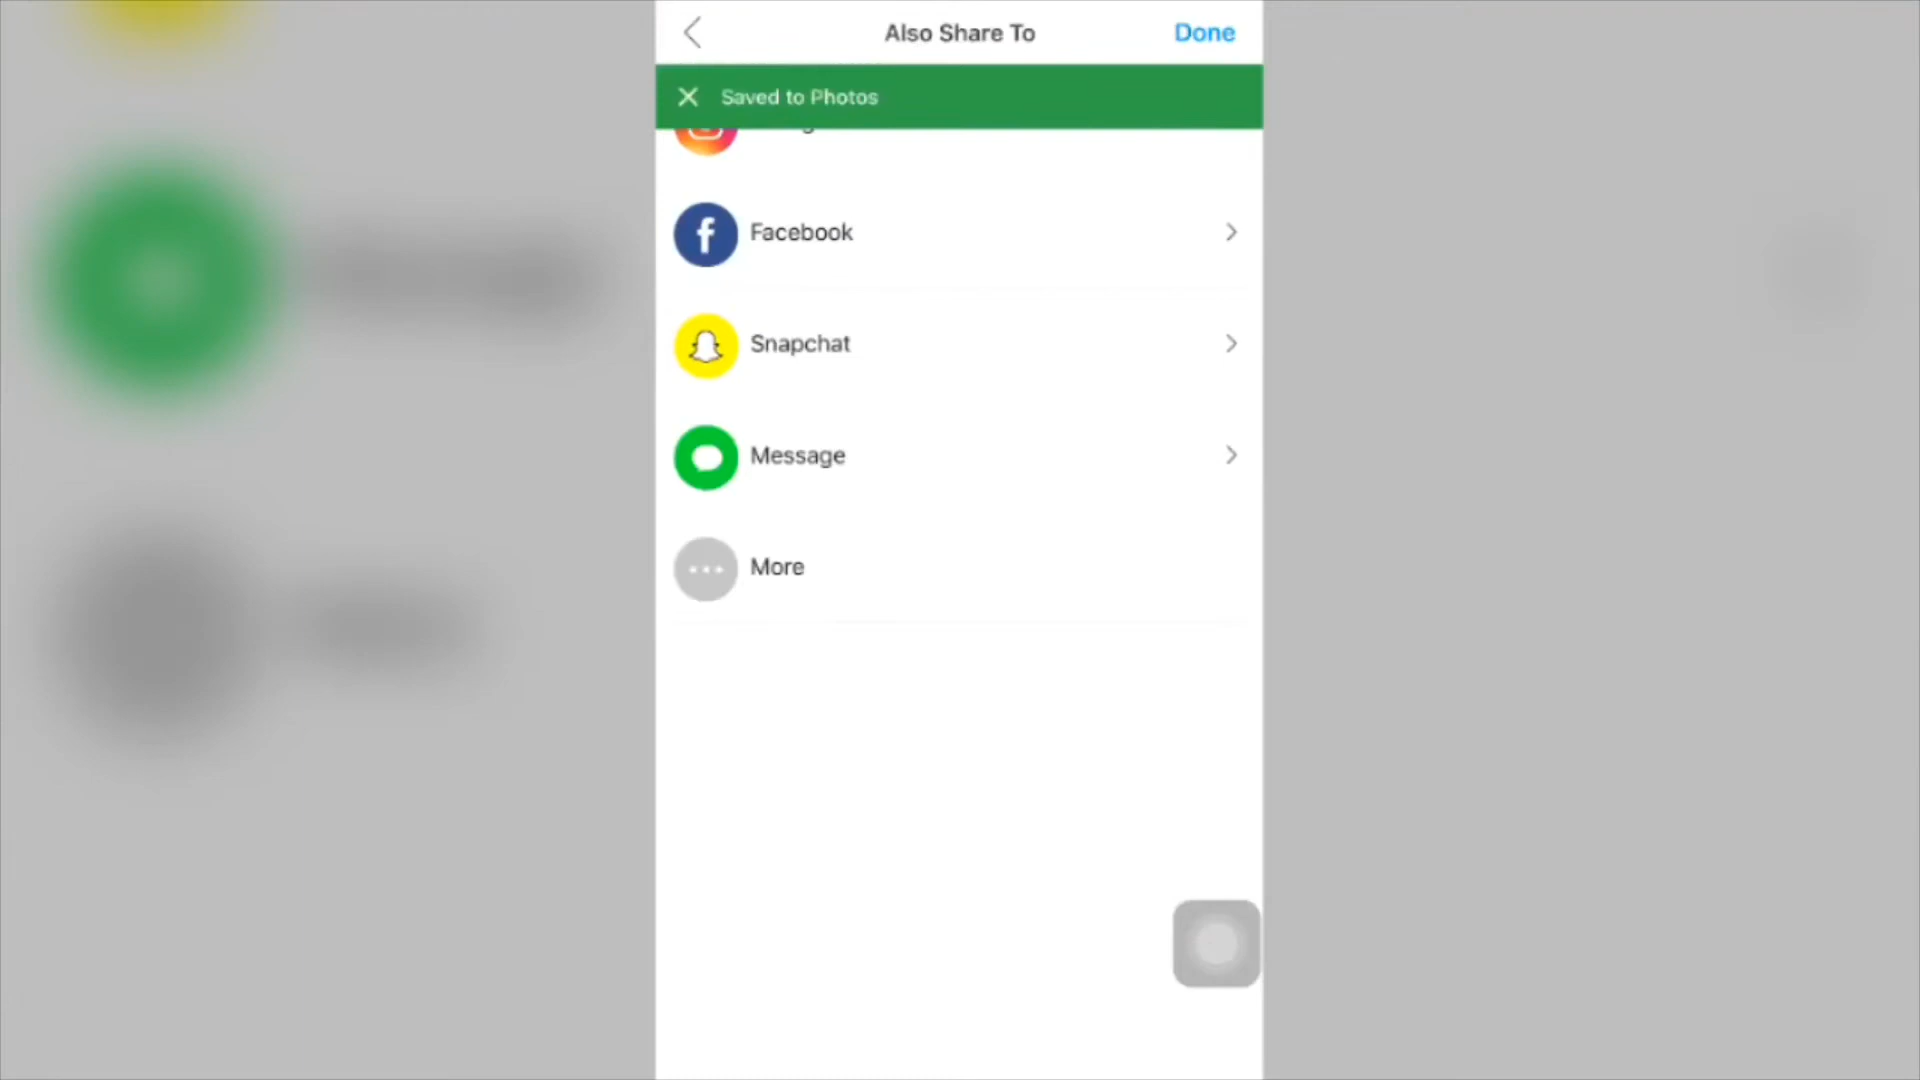 Also Share To
Done
Saved to Photos
Facebook
Snapchat
Message
More